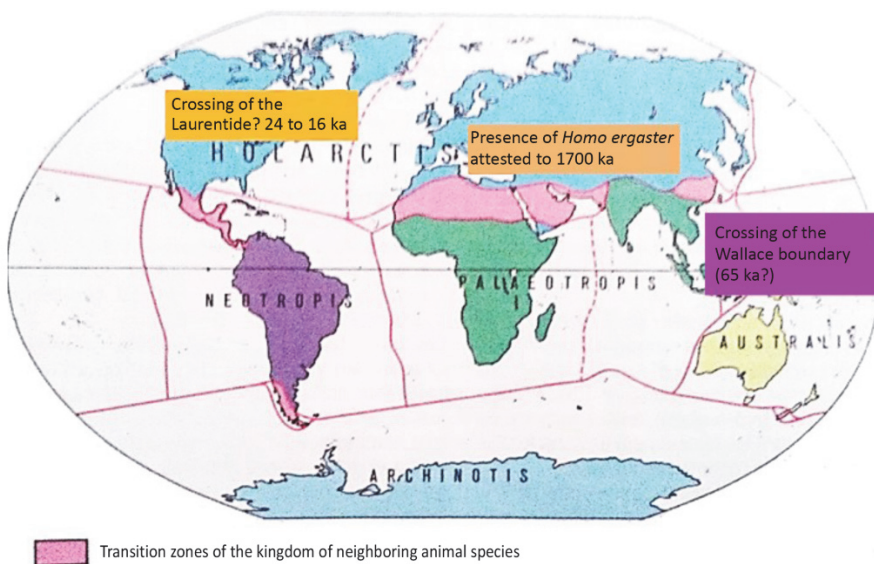 Crossing of the
Laurentide? 24 to 16 ka
HOLARCTIS
Presence of Homo ergaster
attested to 1700 ka
Crossing of the
Wallace boundary
(65 ka?)
PALAEOTROPIS
NEOTROPIS
AUSTRALIS
ARCHINOTIS
Transition zones of the kingdom of neighboring animal species